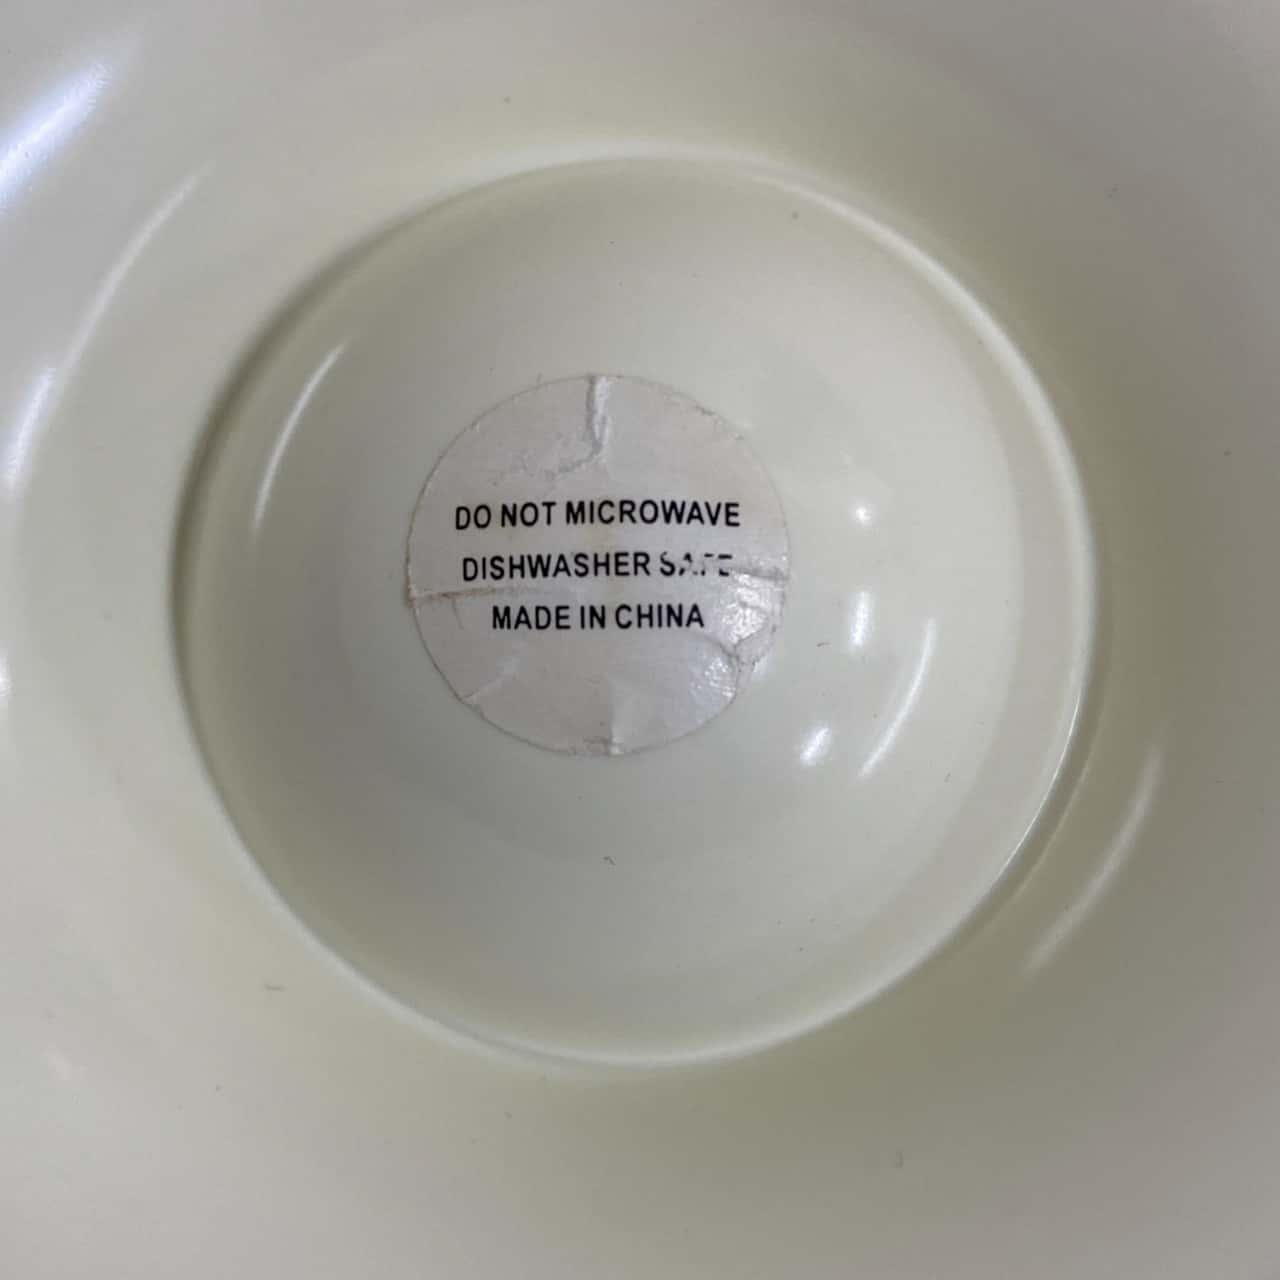 DO NOT MICROWAVE
DISHWASHER SAFE
MADE IN CHINA